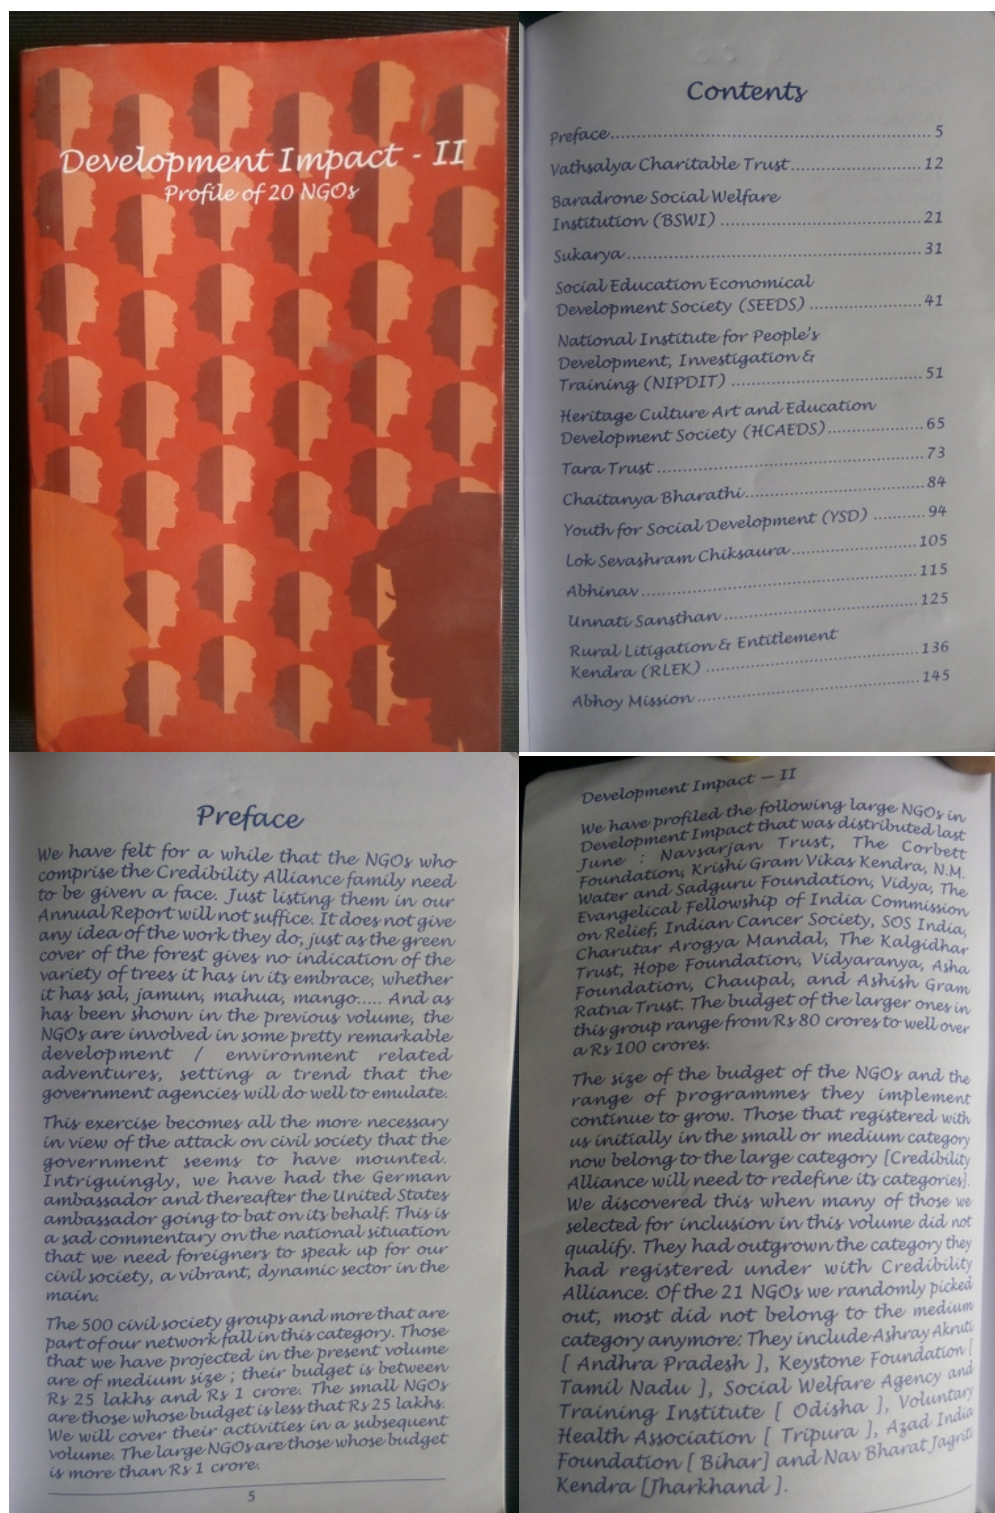 Development Impact - II
Profile of 20 NGOs
Contents
Preface.......................................................................... 5
Vathsalya Charitable Trust............................. 12
Baradrone Social Welfare
Institution (BSWI) ............................................ 21
Sukarya................................................................. 31
Social Education Economical
Development Society (SEEDS) ......................... 41
National Institute for People's
Development, Investigation &
Training (NIPDIT) .......................................... 51
Heritage Culture Art and Education
Development Society (HCAEDS)..................... 65
Tara Trust ........................................................... 73
Chaitanya Bharathi......................................... 84
Youth for Social Development (YSD) ........... 94
Lok Sevashram Chiksaura............................ 105
Abhinav............................................................. 115
Unnati Sansthan ........................................... 125
Rural Litigation & Entitlement
Kendra (RLEK) ............................................... 136
Abhoy Mission ................................................. 145
Preface
We have felt for a while that the NGOs who
comprise the Credibility Alliance family need
to be given a face. Just listing them in our
Annual Report will not suffice. It does not give
any idea of the work they do, just as the green
cover of the forest gives no indication of the
variety of trees it has in its embrace, whether
it has sal, jamun, mahua, mango..... And as
has been shown in the previous volume, the
NGOs are involved in some pretty remarkable
development / environment related
adventures, setting a trend that the
government agencies will do well to emulate.
This exercise becomes all the more necessary
in view of the attack on civil society that the
government seems to have mounted.
Intriguingly, we have had the German
ambassador and thereafter the United States
ambassador going to bat on its behalf. This is
a sad commentary on the national situation
that we need foreigners to speak up for our
civil society, a vibrant, dynamic sector in the
main.
The 500 civil society groups and more that are
part of our network fall in this category. Those
that we have projected in the present volume
are of medium size ; their budget is between
Rs 25 lakhs and Rs 1 crore. The small NGOs
are those whose budget is less that Rs 25 lakhs.
We will cover their activities in a subsequent
volume. The large NGOs are those whose budget
is more than Rs 1 crore.
5
Development Impact — II
We have profiled the following large NGOs in
Development Impact that was distributed last
June : Navsarjan Trust, The Corbett
Foundation, Krishi Gram Vikas Kendra, N.M.
Water and Sadguru Foundation, Vidya, The
Evangelical Fellowship of India Commission
on Relief, Indian Cancer Society, SOS India,
Charutar Arogya Mandal, The Kalgidhar
Trust, Hope Foundation, Vidyaranya, Asha
Foundation, Chaupal, and Ashish Gram
Ratna Trust. The budget of the larger ones in
this group range from Rs 80 crores to well over
a Rs 100 crores.
The size of the budget of the NGOs and the
range of programmes they implement
continue to grow. Those that registered with
us initially in the small or medium category
now belong to the large category [Credibility
Alliance will need to redefine its categories].
We discovered this when many of those we
selected for inclusion in this volume did not
qualify. They had outgrown the category they
had registered under with Credibility
Alliance. Of the 21 NGOs we randomly picked
out, most did not belong to the medium
category anymore: They include Ashray Akruti
[ Andhra Pradesh ], Keystone Foundation [
Tamil Nadu ], Social Welfare Agency and
Training Institute [ Odisha ], Voluntary
Health Association [ Tripura ], Azad India
Foundation [ Bihar] and Nav Bharat Jagriti
Kendra [Jharkhand ].